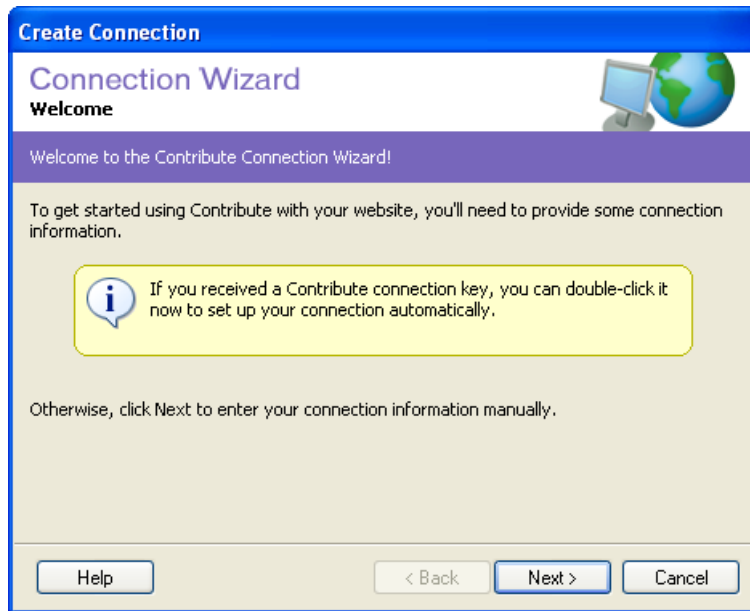 Create Connection
Connection Wizard
Welcome
Welcome to the Contribute Connection Wizard!
To get started using Contribute with your website, you'll need to provide some connection
information.
i
If you received a Contribute connection key, you can double-click it
now to set up your connection automatically.
Otherwise, click Next to enter your connection information manually.
Help
< Back
Next >
Cancel